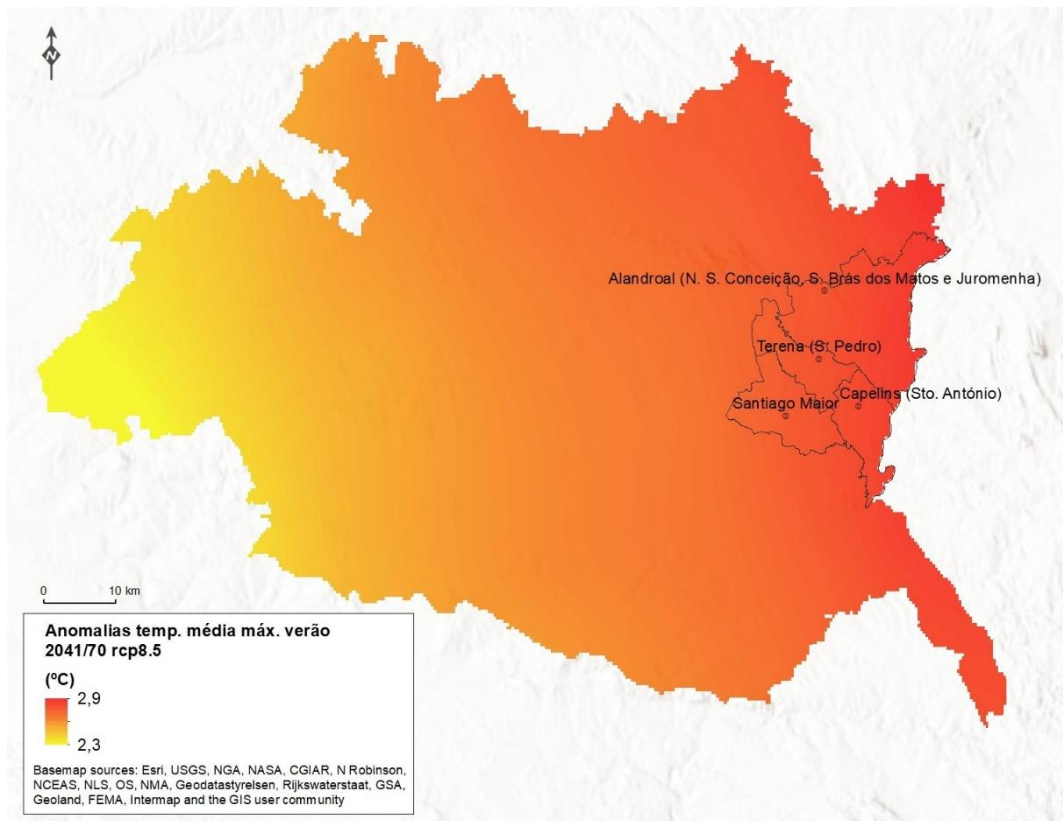 N
Alandroal (N. S. Conceição, S. Brás dos Matos e Juromenha)
Terena (S. Pedro)
Capelins (Sto. António)
Santiago Maior
0 10 km
Anomalias temp. média máx. verão
2041/70 rcp8.5
(ºC)
2,9
2,3
Basemap sources: Esri, USGS, NGA, NASA, CGIAR, N Robinson,
NCEAS, NLS, OS, NMA, Geodatastyrelsen, Rijkswaterstaat, GSA,
Geoland, FEMA, Intermap and the GIS user community